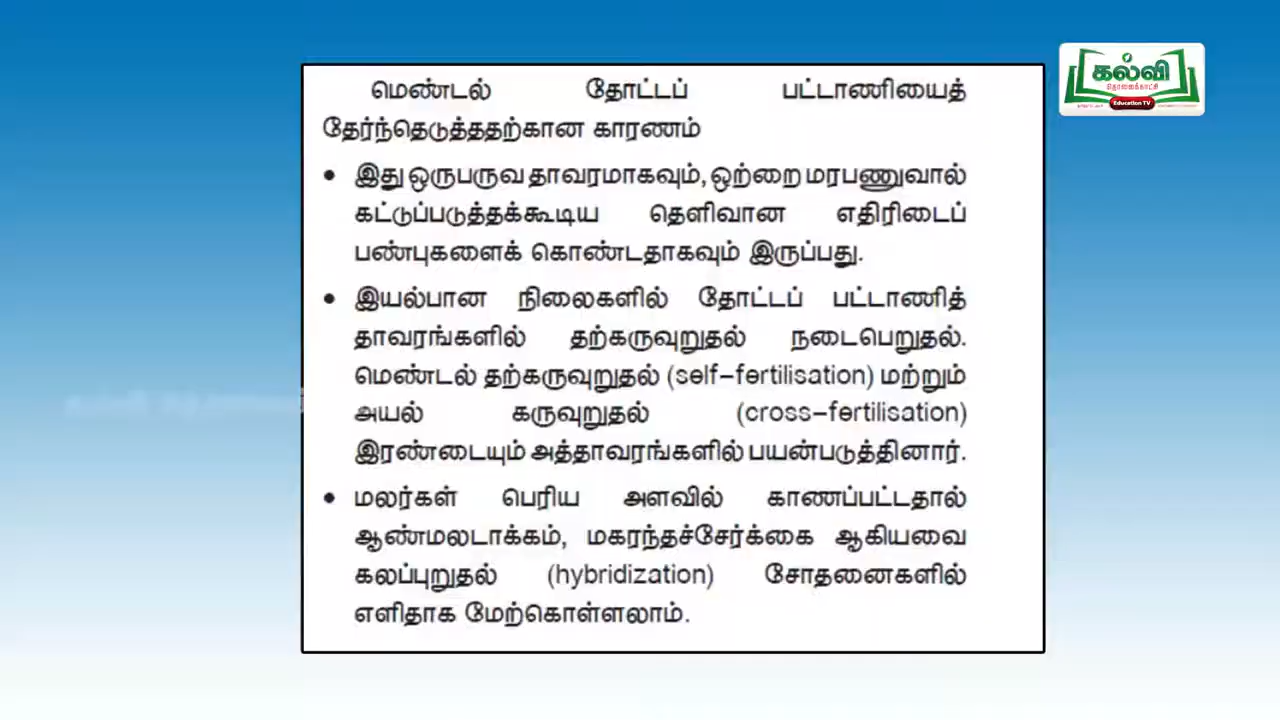 கல்வி
தொலைக்காட்சி
Education TV
மெண்டல் தோட்டப் பட்டாணியைத்
தேர்ந்தெடுத்ததற்கான காரணம்
• இது ஒருபருவ தாவரமாகவும், ஒற்றை மரபணுவால்
கட்டுப்படுத்தக்கூடிய தெளிவான எதிரிடைப்
பண்புகளைக் கொண்டதாகவும் இருப்பது.
• இயல்பான நிலைகளில் தோட்டப் பட்டாணித்
தாவரங்களில் தற்கருவுறுதல் நடைபெறுதல்.
மெண்டல் தற்கருவுறுதல் (self–fertilisation) மற்றும்
அயல் கருவுறுதல் (cross–fertilisation)
இரண்டையும் அத்தாவரங்களில் பயன்படுத்தினார்.
• மலர்கள் பெரிய அளவில் காணப்பட்டதால்
ஆண்மலடாக்கம், மகரந்தச்சேர்க்கை ஆகியவை
கலப்புறுதல் (hybridization) சோதனைகளில்
எளிதாக மேற்கொள்ளலாம்.